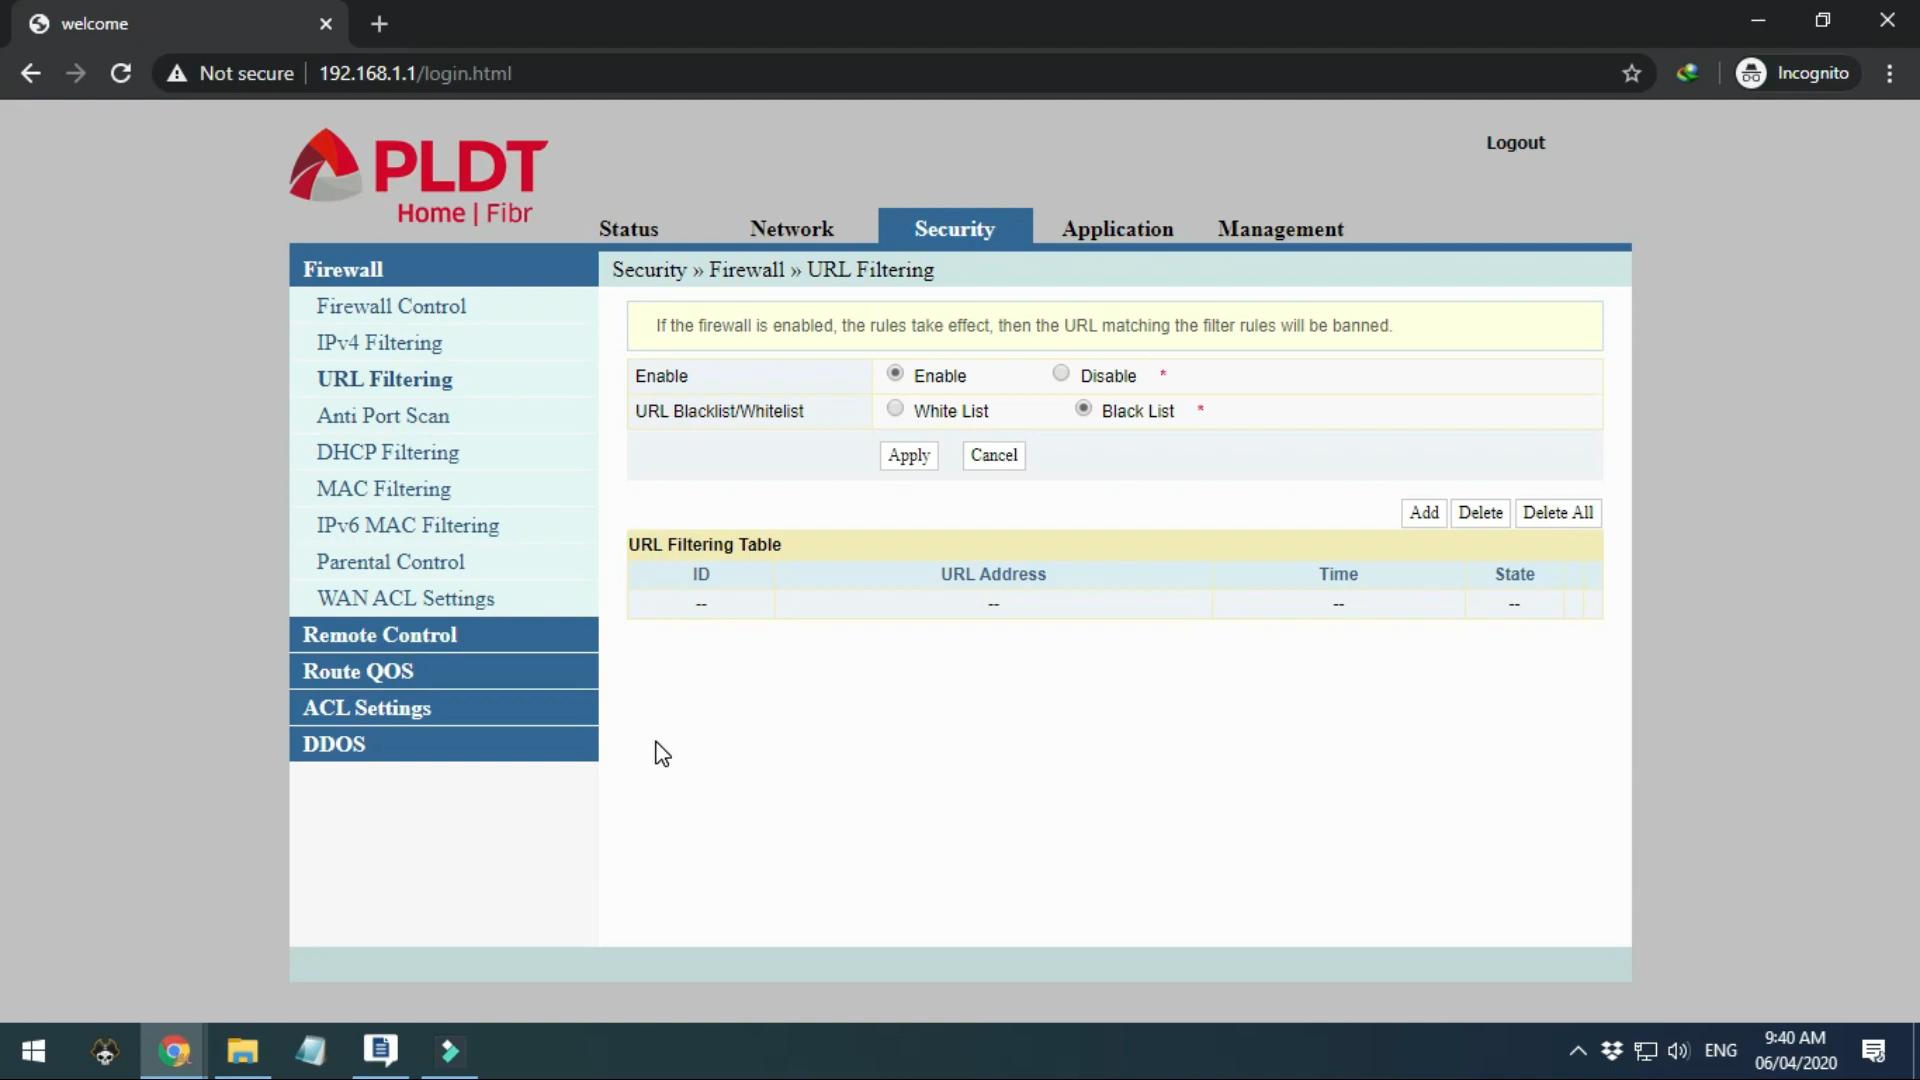 welcome
Not secure
192.168.1.1/login.html
Incognito
PLDT
Home | Fibr
Logout
Status Network Security Application Management
Firewall
Security » Firewall » URL Filtering
Firewall Control
IPv4 Filtering
URL Filtering
Anti Port Scan
DHCP Filtering
MAC Filtering
IPv6 MAC Filtering
Parental Control
WAN ACL Settings
Remote Control
Route QOS
ACL Settings
DDOS
If the firewall is enabled, the rules take effect, then the URL matching the filter rules will be banned.
Enable Enable Disable *
URL Blacklist/Whitelist White List Black List *
Apply Cancel
Add Delete Delete All
URL Filtering Table
ID URL Address Time State
-- -- -- --
ENG
9:40 AM
06/04/2020